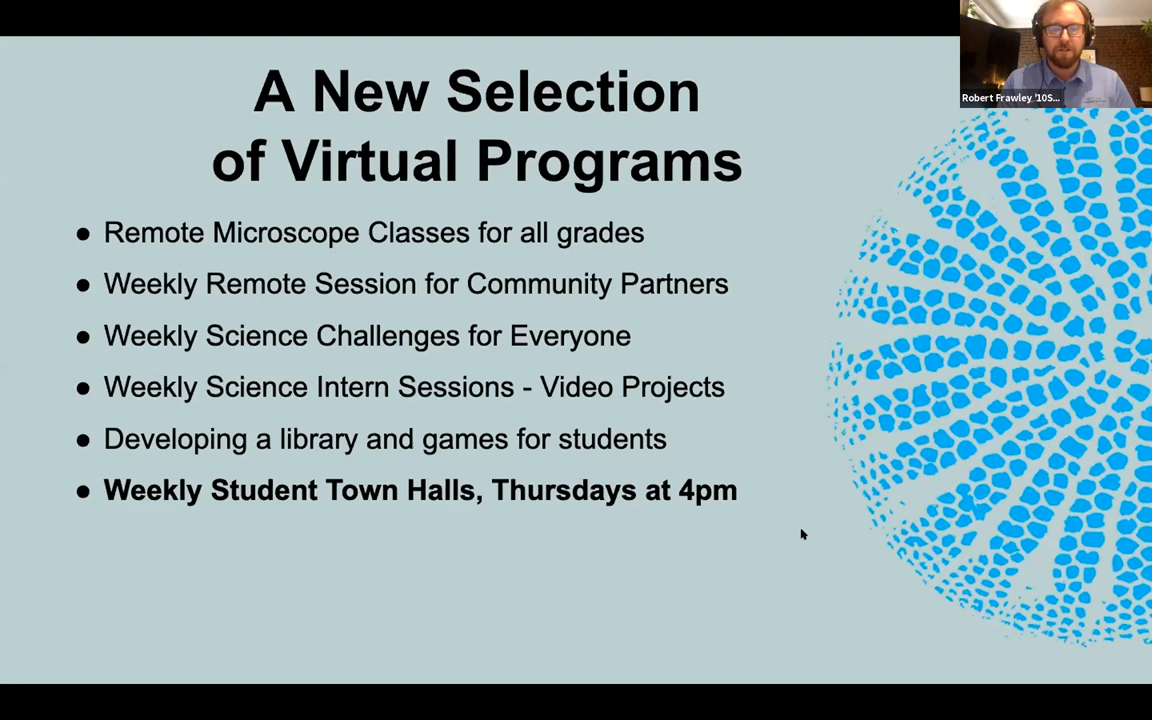 A New Selection
of Virtual Programs
● Remote Microscope Classes for all grades
● Weekly Remote Session for Community Partners
● Weekly Science Challenges for Everyone
● Weekly Science Intern Sessions - Video Projects
● Developing a library and games for students
● Weekly Student Town Halls, Thursdays at 4pm
Robert Frawley '10S...